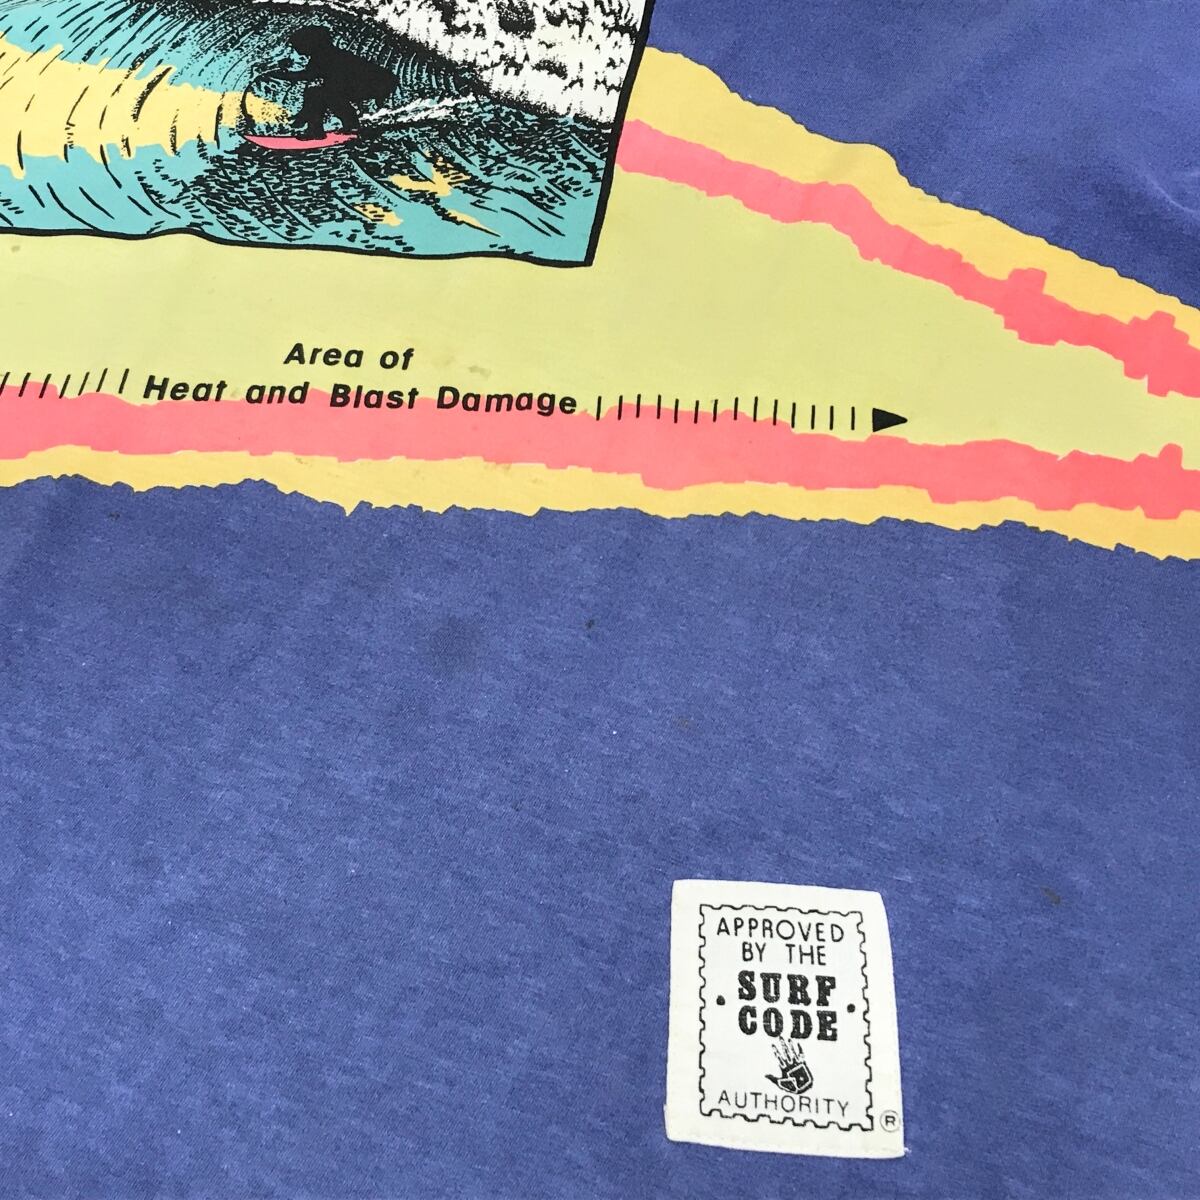 Area of
Heat and Blast Damage
APPROVED
BY THE
SURF
CODE
AUTHORITY
®